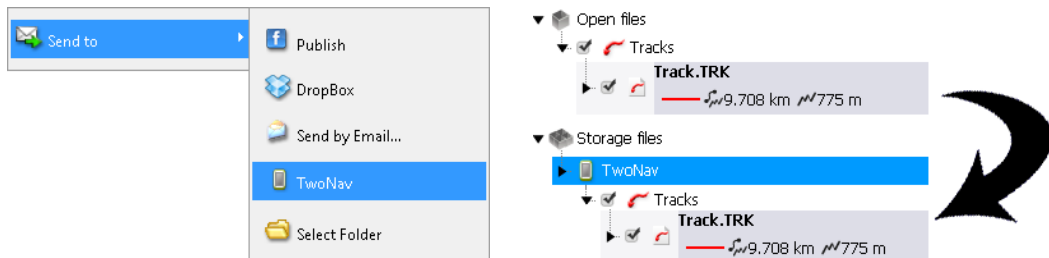 Send to
Publish
DropBox
Send by Email...
TwoNav
Select Folder
Open files
Tracks
Track.TRK
9.708 km 775 m
Storage files
TwoNav
Tracks
Track.TRK
9.708 km 775 m